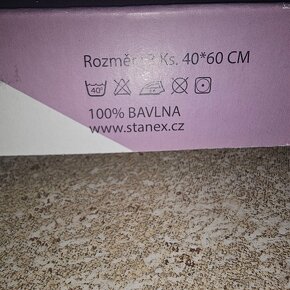 Rozměr: 2 Ks. 40*60 CM
40°
100% BAVLNA
www.stanex.cz